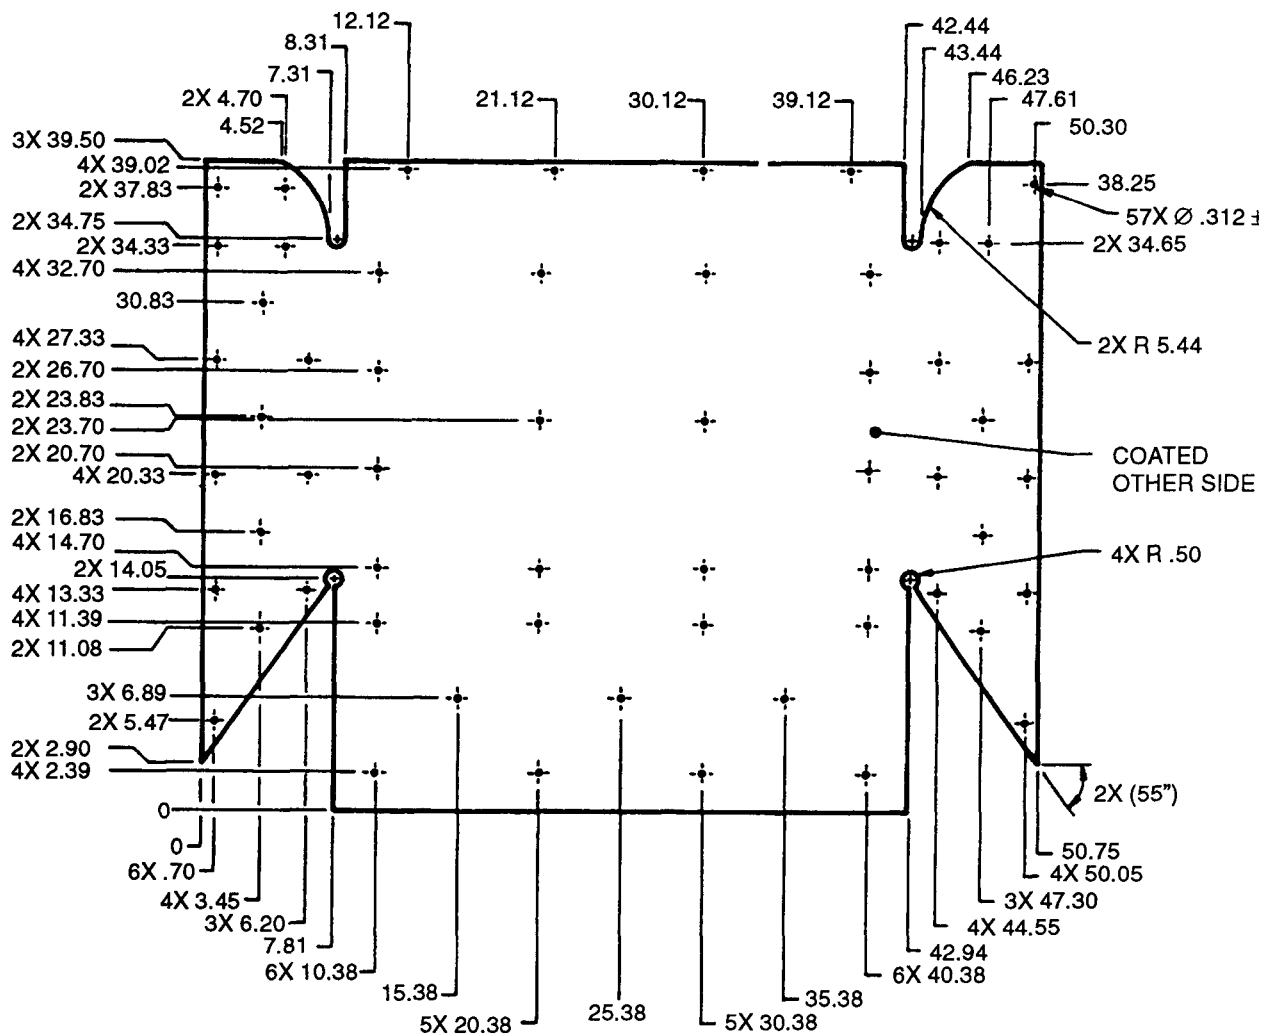 12.12
8.31
7.31
2X 4.70
4.52
21.12
30.12
39.12
42.44
43.44
46.23
47.61
50.30
3X 39.50
4X 39.02
2X 37.83
2X 34.75
2X 34.33
4X 32.70
30.83
4X 27.33
2X 26.70
2X 23.83
2X 23.70
2X 20.70
4X 20.33
2X 16.83
4X 14.70
2X 14.05
4X 13.33
4X 11.39
2X 11.08
3X 6.89
2X 5.47
2X 2.90
4X 2.39
0
38.25
57X Ø .312 ±
2X 34.65
2X R 5.44
COATED
OTHER SIDE
4X R .50
2X (55")
0
6X .70
4X 3.45
3X 6.20
7.81
6X 10.38
15.38
5X 20.38
25.38
5X 30.38
35.38
6X 40.38
42.94
4X 44.55
3X 47.30
4X 50.05
50.75